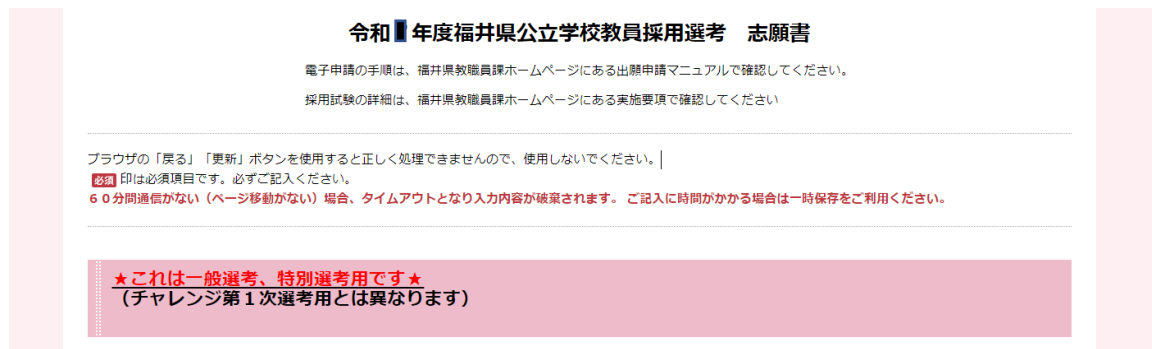 令和 年度福井県公立学校教員採用選考 志願書
電子申請の手順は、福井県教職員課ホームページにある出願申請マニュアルで確認してください。
採用試験の詳細は、福井県教職員課ホームページにある実施要項で確認してください
ブラウザの「戻る」「更新」ボタンを使用すると正しく処理できませんので、使用しないでください。
必須 印は必須項目です。必ずご記入ください。
60分間通信がない（ページ移動がない）場合、タイムアウトとなり入力内容が破棄されます。 ご記入に時間がかかる場合は一時保存をご利用ください。
★これは一般選考、特別選考用です★
（チャレンジ第1次選考用とは異なります）